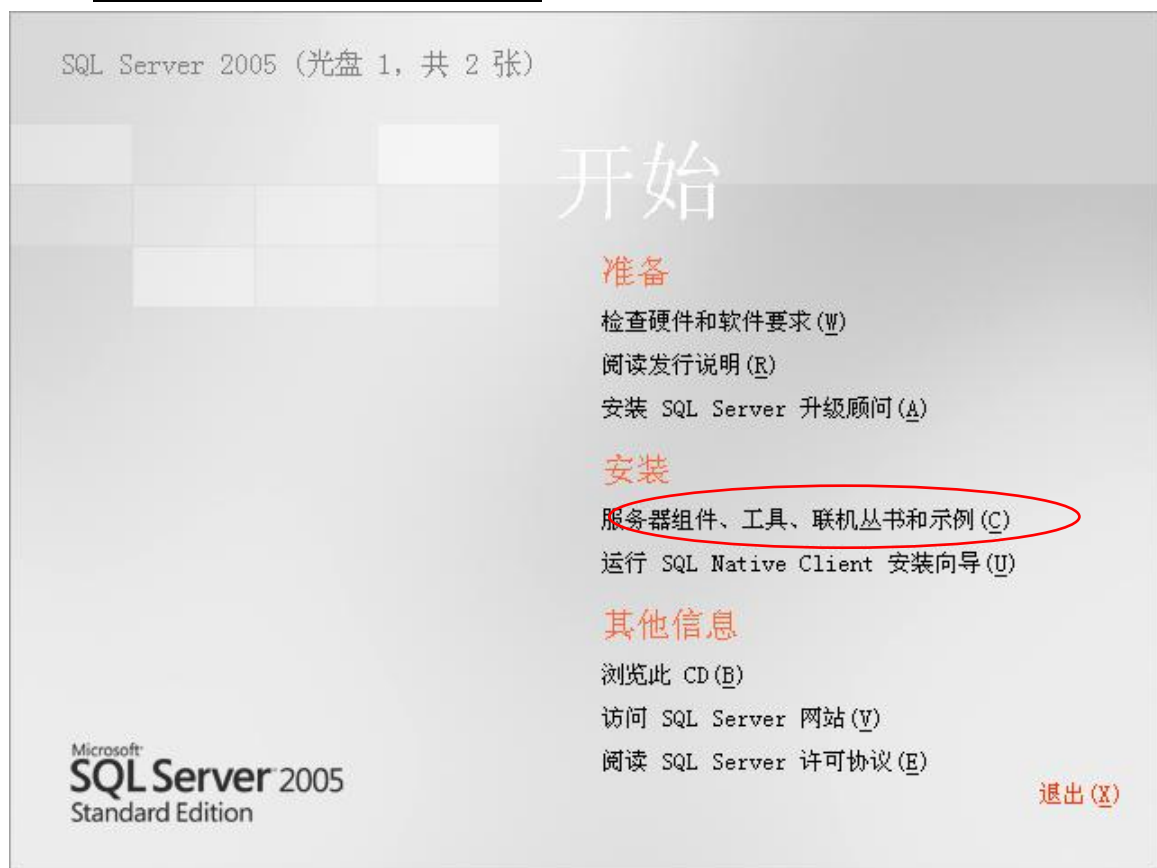 SQL Server 2005 (光盘 1, 共 2 张)
开始
准备
检查硬件和软件要求(W)
阅读发行说明(R)
安装 SQL Server 升级顾问(A)
安装
服务器组件、工具、联机丛书和示例(C)
运行 SQL Native Client 安装向导(U)
其他信息
浏览此 CD(B)
访问 SQL Server 网站(V)
阅读 SQL Server 许可协议(E)
Microsoft
SQL Server 2005
Standard Edition
退出(X)